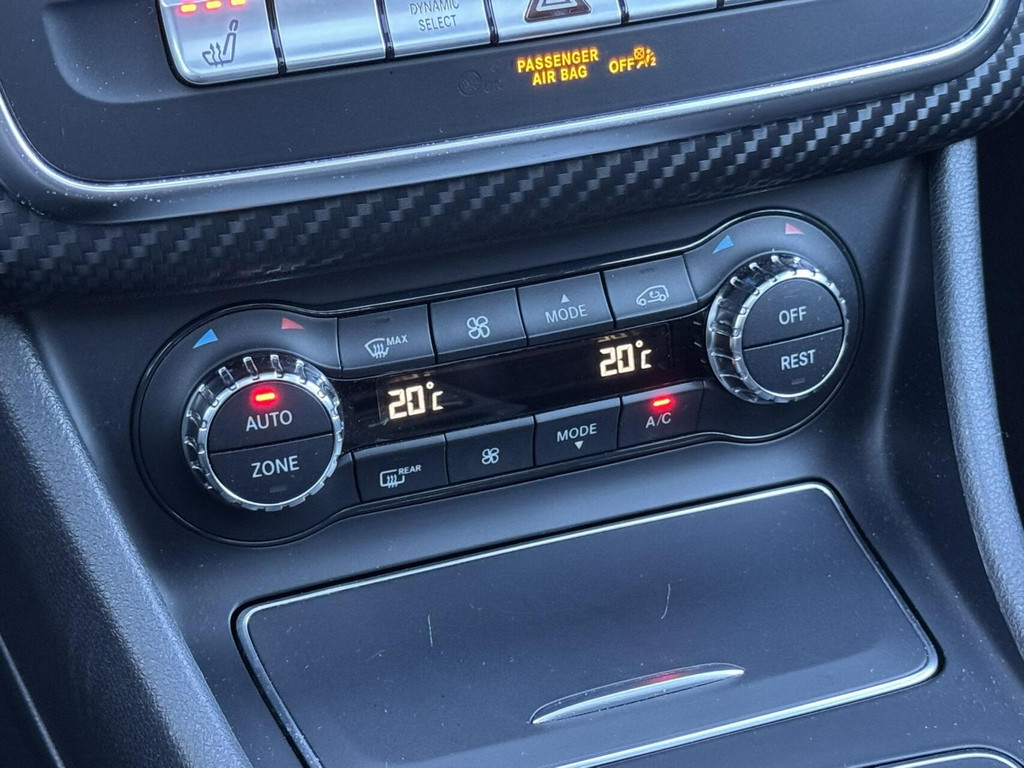 DYNAMIC
SELECT
PASSENGER
AIR BAG
OFF
MAX
MODE
OFF
REST
20°C
20°C
AUTO
ZONE
REAR
MODE
A/C